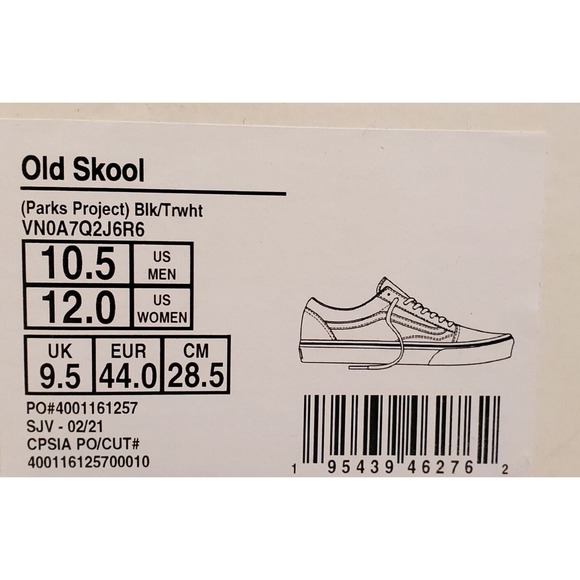 Old Skool
(Parks Project) Blk/Trwht
VN0A7Q2J6R6
10.5 US MEN
12.0 US WOMEN
UK EUR CM
9.5 44.0 28.5
PO#4001161257
SJV - 02/21
CPSIA PO/CUT#
400116125700010
1 95439 46276 2